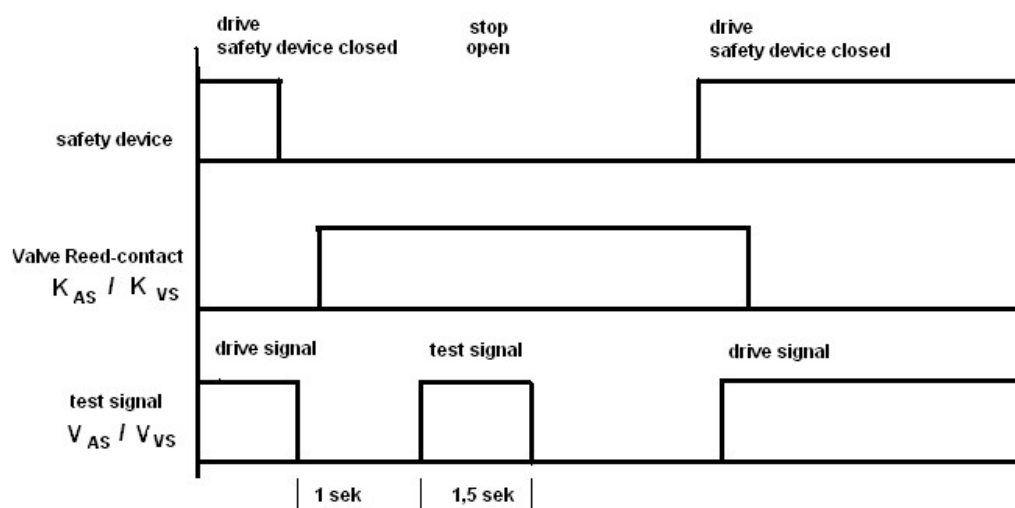 drive
safety device closed
stop
open
drive
safety device closed
safety device
Valve Reed-contact
K AS / K VS
drive signal
test signal
drive signal
test signal
V AS / V VS
1 sek
1,5 sek